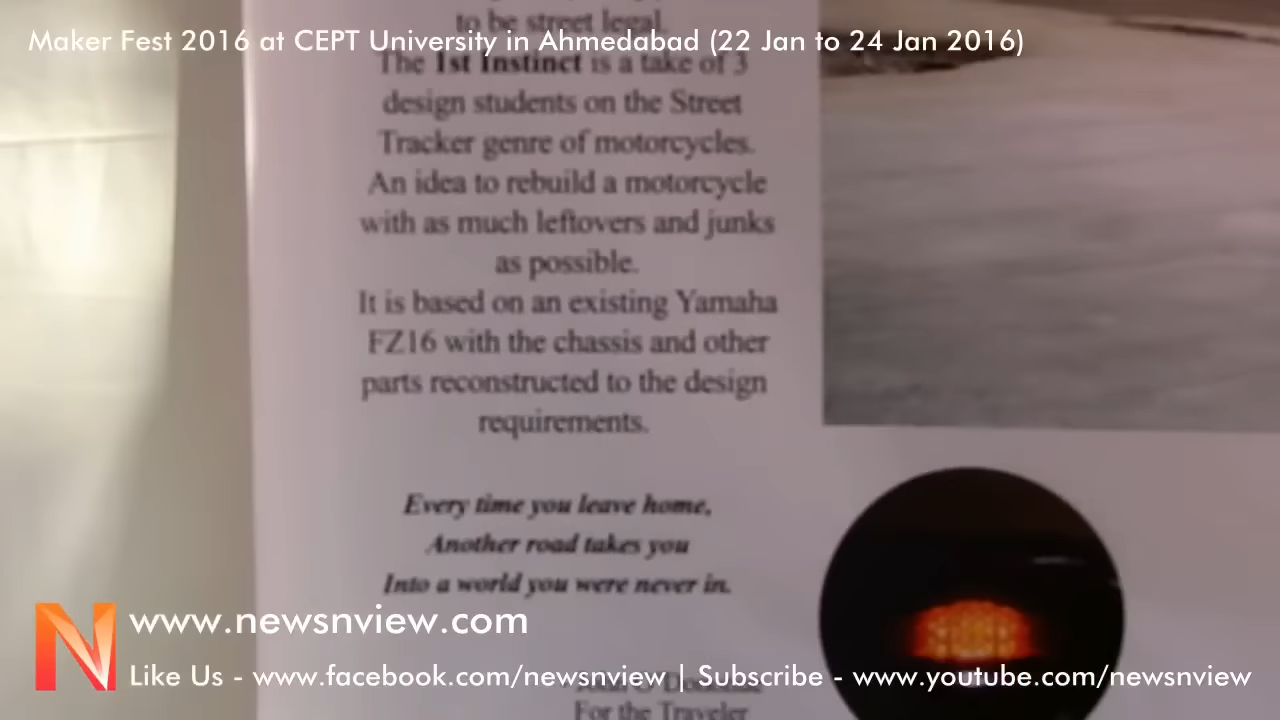 to be street legal.
Maker Fest 2016 at CEPT University in Ahmedabad (22 Jan to 24 Jan 2016)
The 1st Instinct is a take of 3
design students on the Street
Tracker genre of motorcycles.
An idea to rebuild a motorcycle
with as much leftovers and junks
as possible.
It is based on an existing Yamaha
FZ16 with the chassis and other
parts reconstructed to the design
requirements.
Every time you leave home,
Another road takes you
Into a world you were never in.
N www.newsnview.com
Like Us - www.facebook.com/newsnview | Subscribe - www.youtube.com/newsnview
For the Traveler